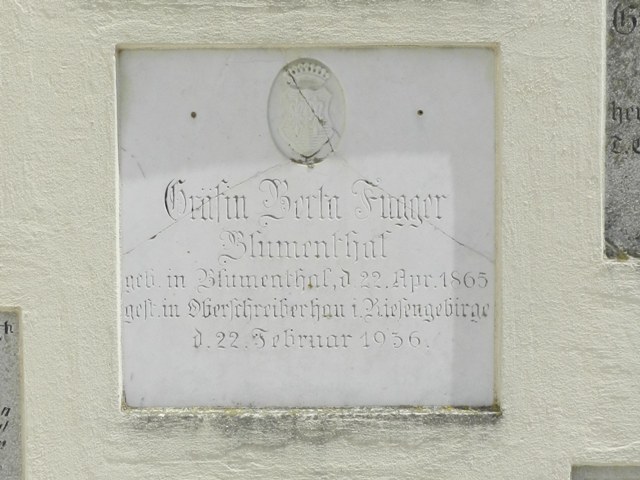 Gräfin Berta Fugger
Blumenthal
geb. in Blumenthal, d. 22. Apr. 1865
gest. in Oberschreiberhau i. Riesengebirge
d. 22. Februar 1936.